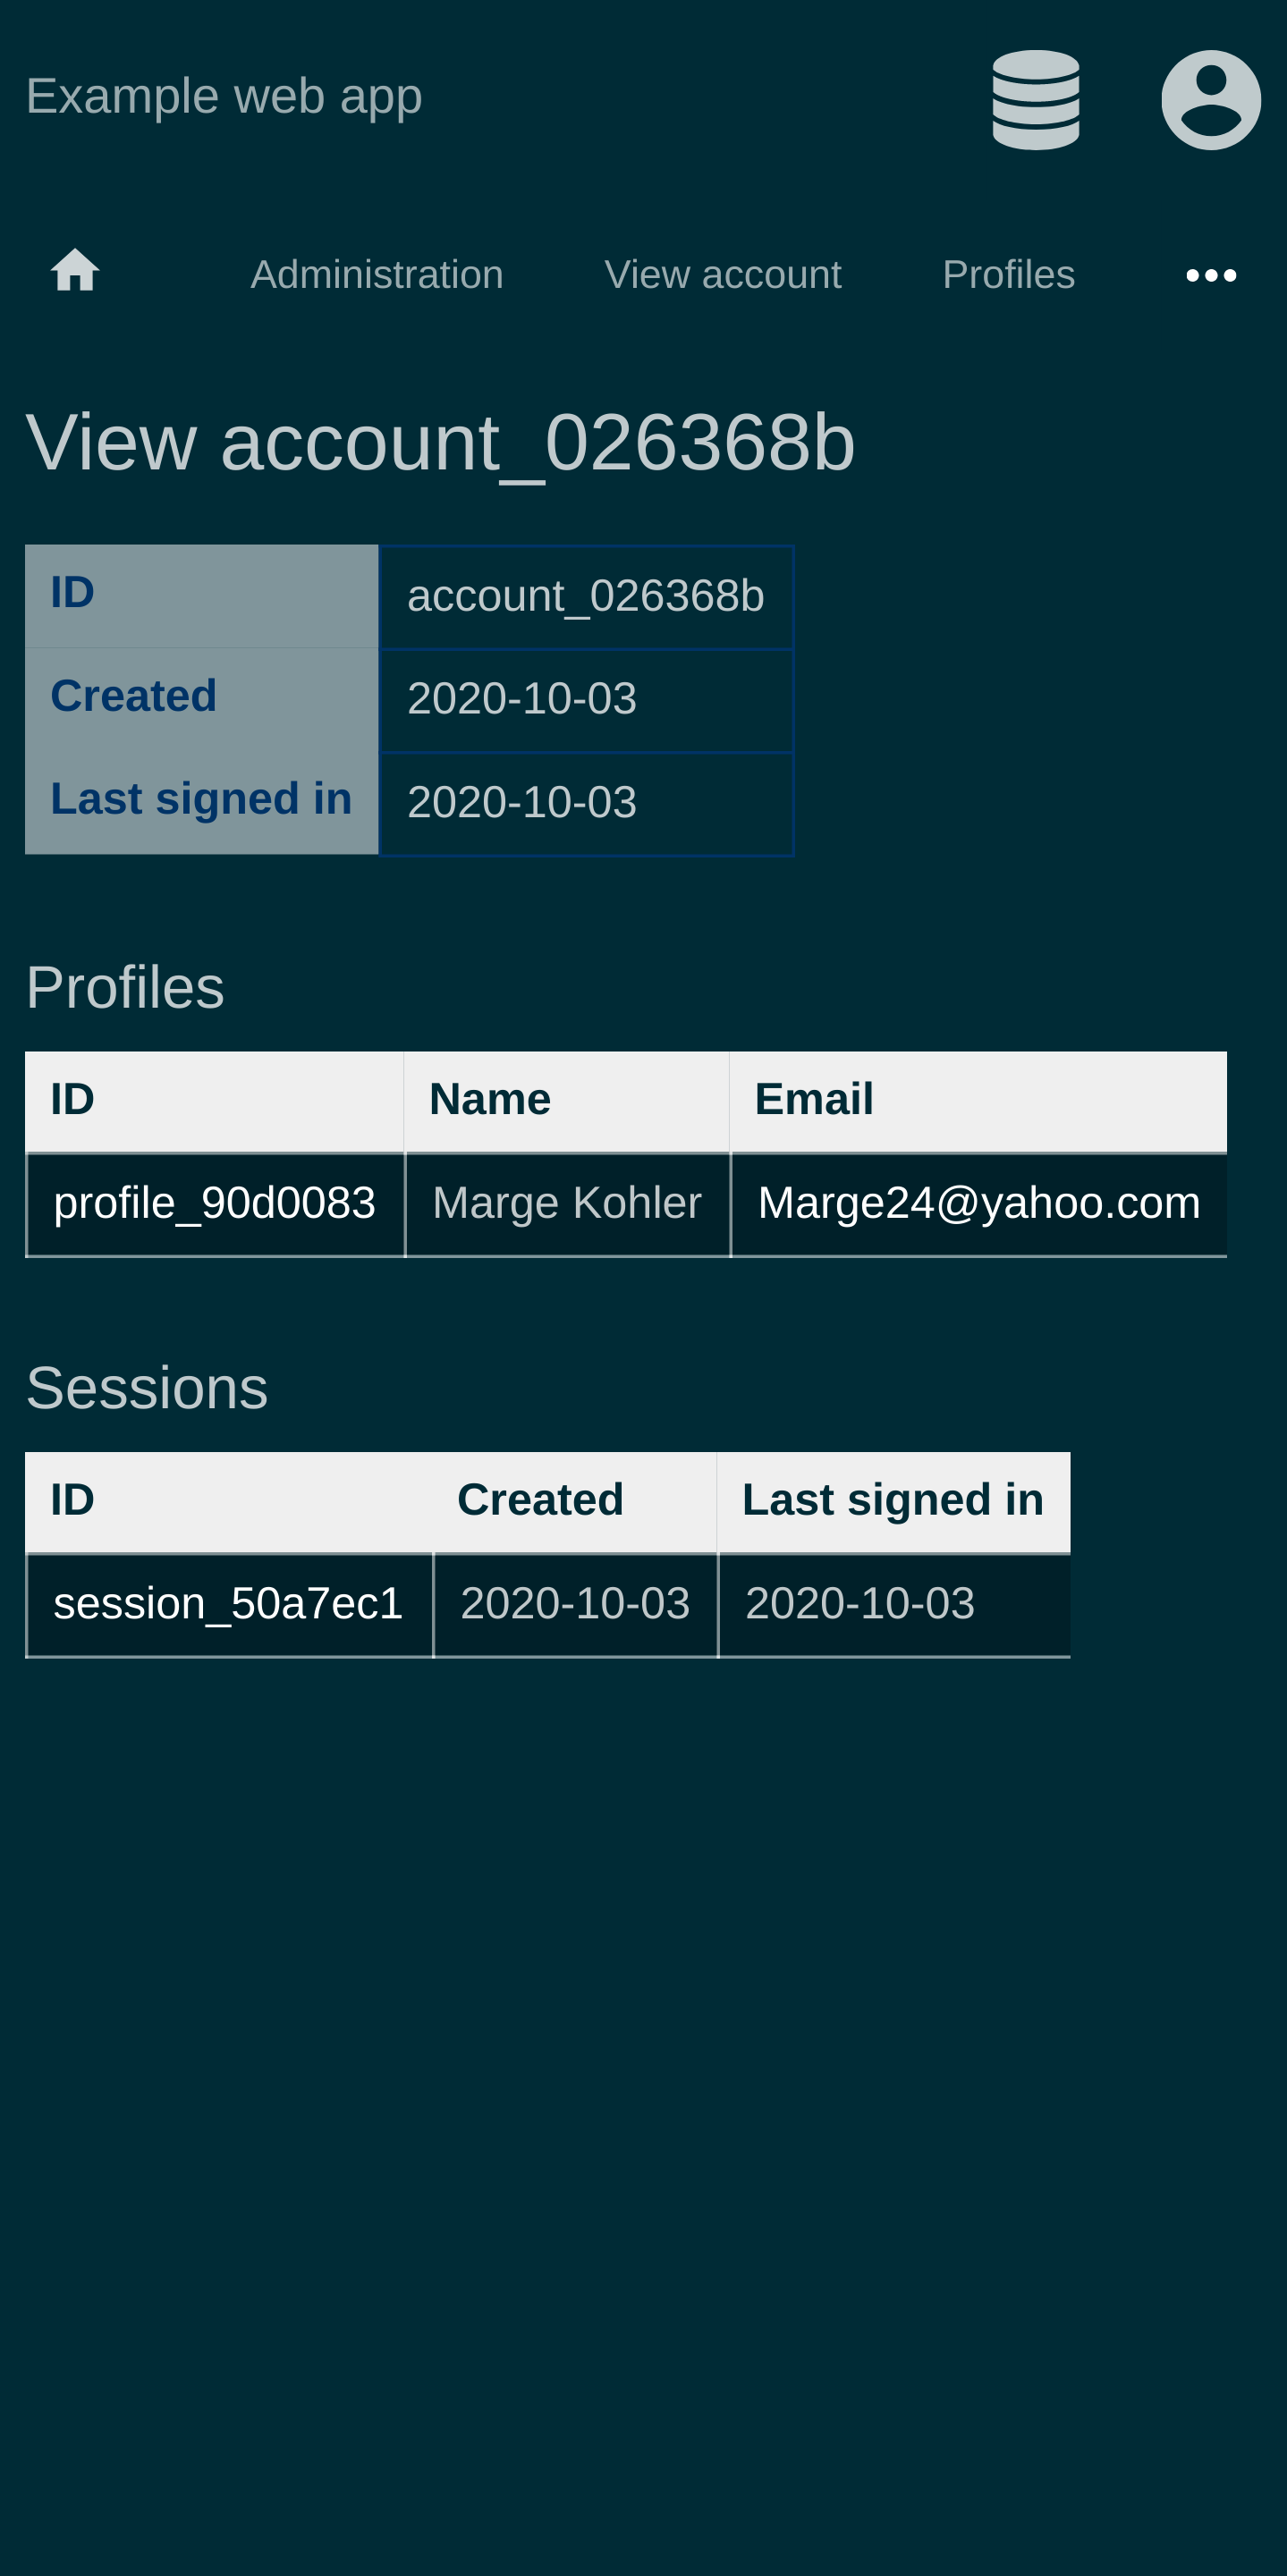 Example web app
Administration View account Profiles
View account_026368b
ID account_026368b
Created 2020-10-03
Last signed in 2020-10-03
Profiles
ID Name Email
profile_90d0083 Marge Kohler Marge24@yahoo.com
Sessions
ID Created Last signed in
session_50a7ec1 2020-10-03 2020-10-03